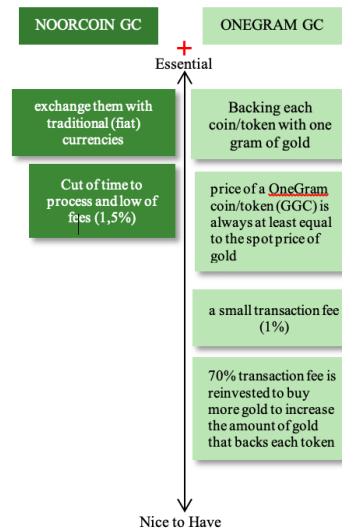 NOORCOIN GC
ONEGRAM GC
+
Essential
exchange them with
traditional (fiat)
currencies
Backing each
coin/token with one
gram of gold
Cut of time to
process and low of
fees (1,5%)
price of a OneGram
coin/token (GGC) is
always at least equal
to the spot price of
gold
a small transaction fee
(1%)
70% transaction fee is
reinvested to buy
more gold to increase
the amount of gold
that backs each token
Nice to Have